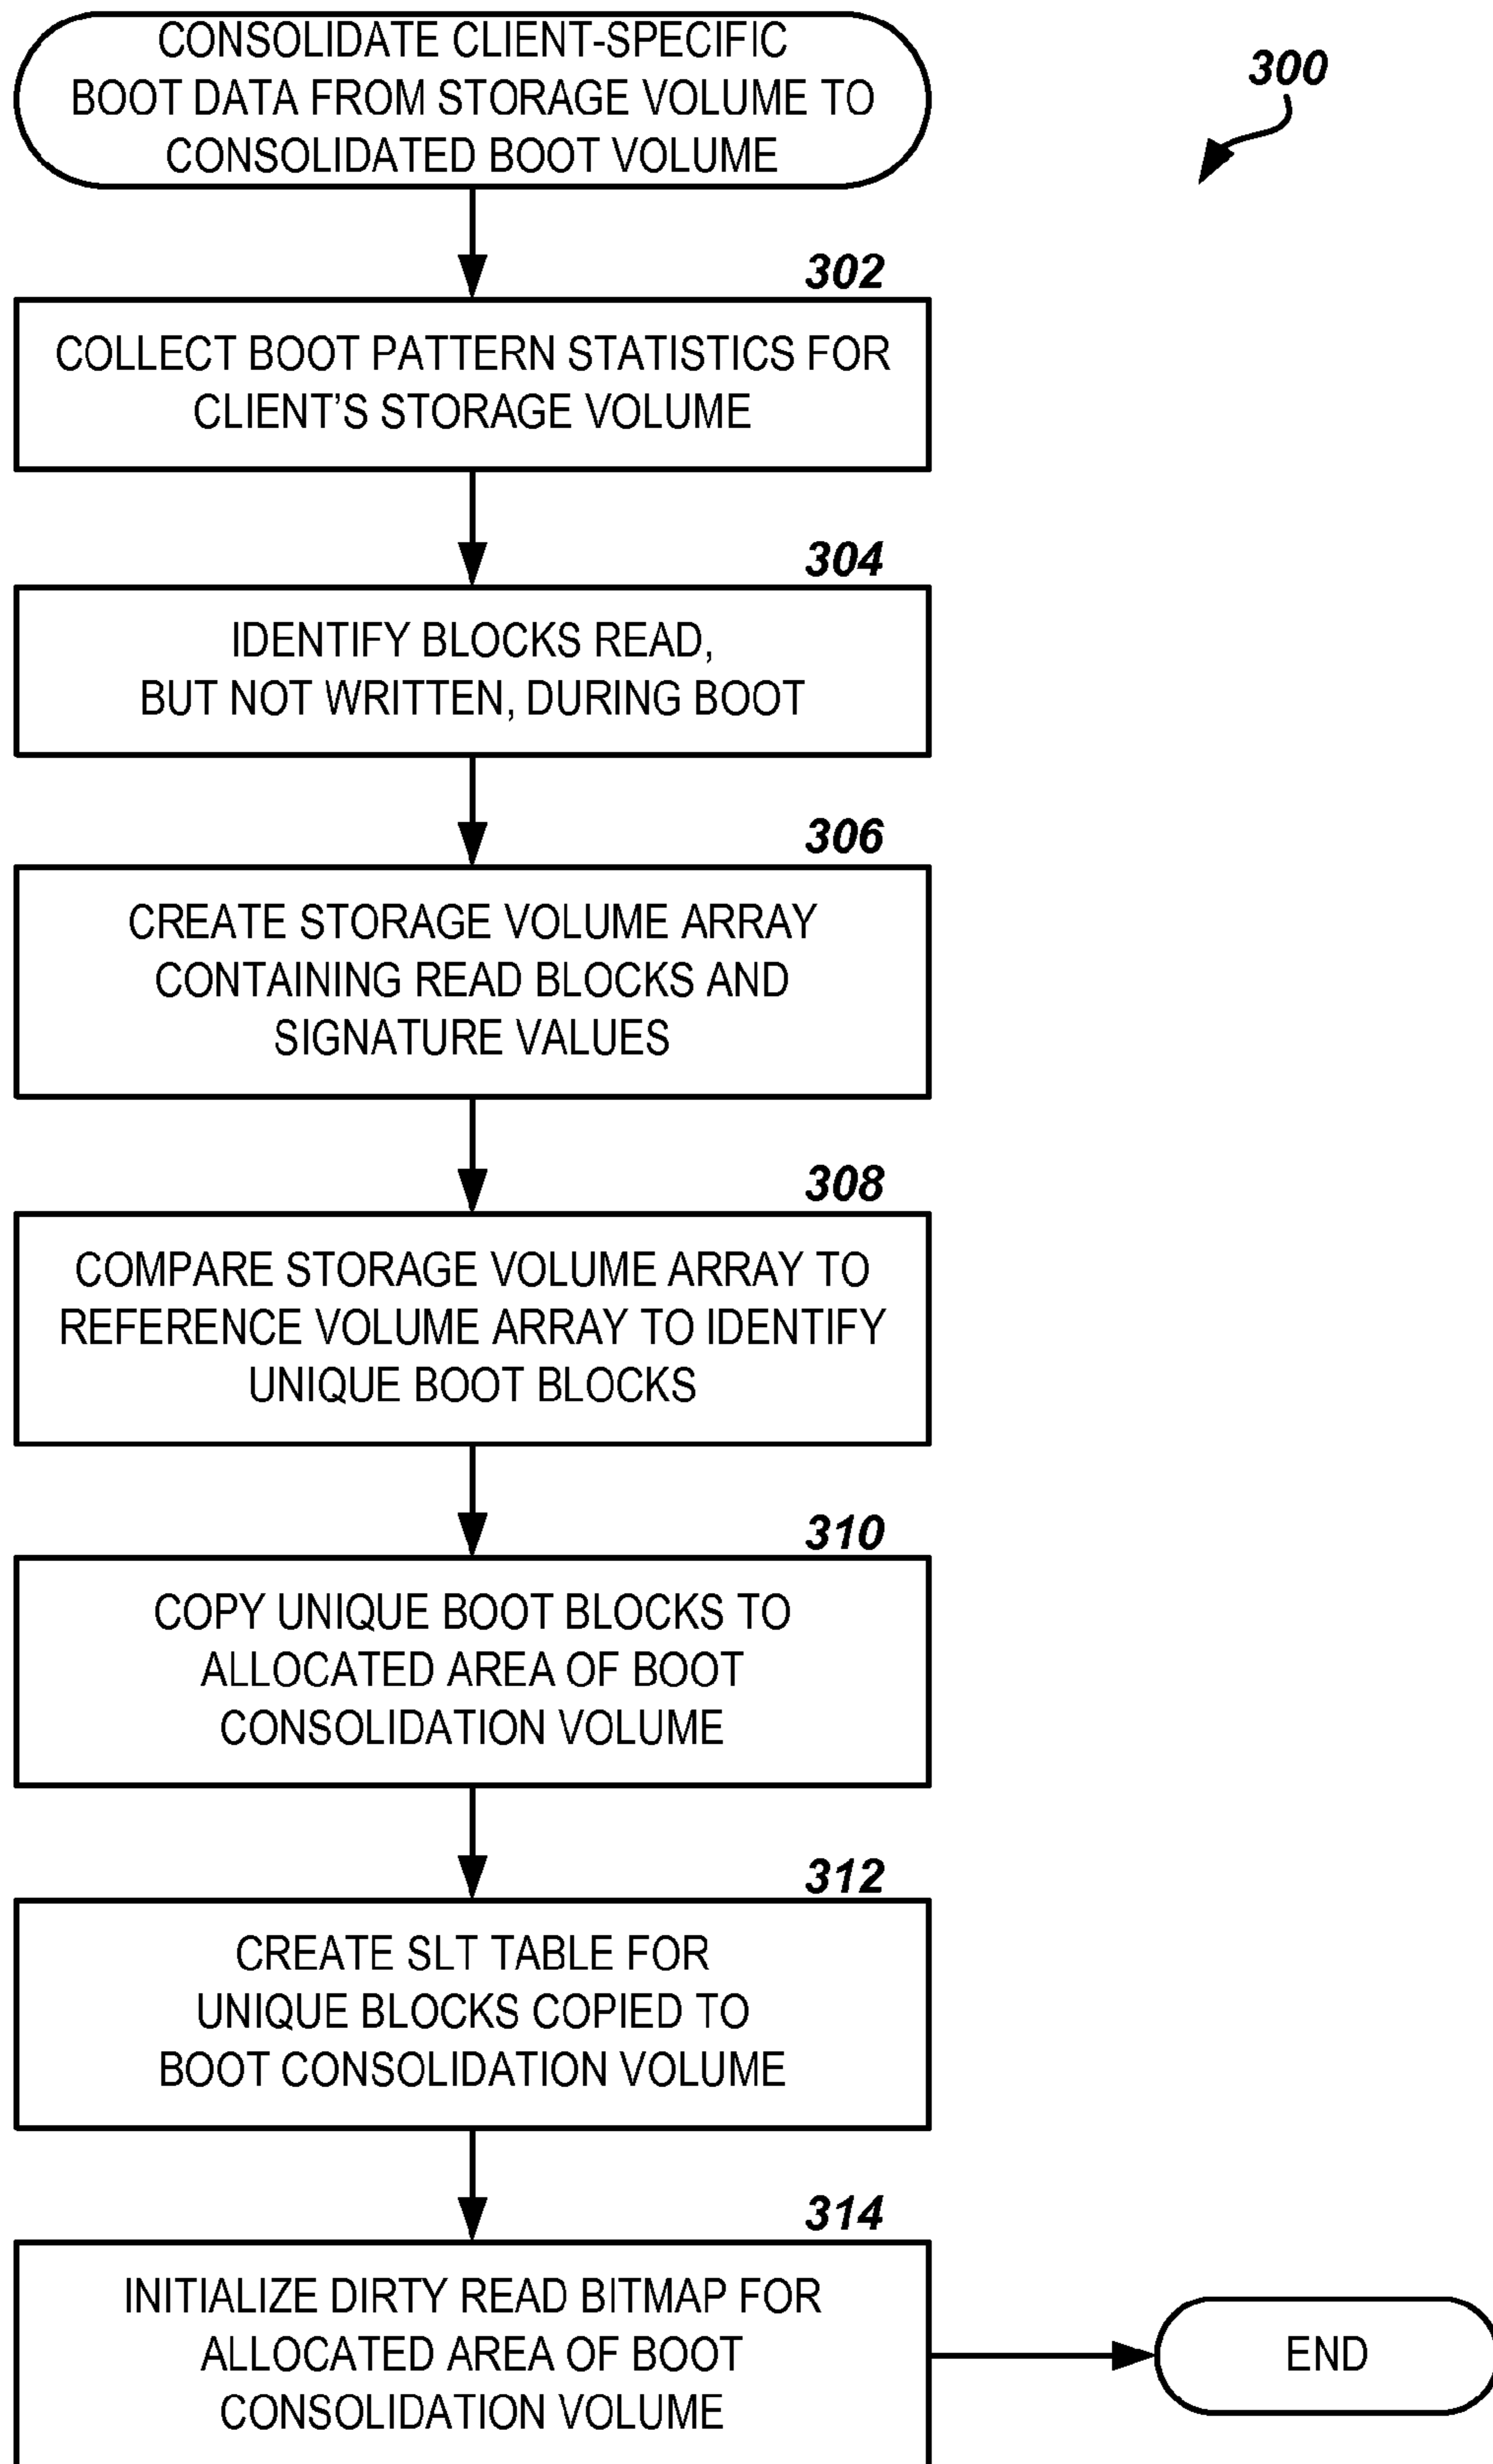 CONSOLIDATE CLIENT-SPECIFIC
BOOT DATA FROM STORAGE VOLUME TO
CONSOLIDATED BOOT VOLUME
300
302
COLLECT BOOT PATTERN STATISTICS FOR
CLIENT'S STORAGE VOLUME
304
IDENTIFY BLOCKS READ,
BUT NOT WRITTEN, DURING BOOT
306
CREATE STORAGE VOLUME ARRAY
CONTAINING READ BLOCKS AND
SIGNATURE VALUES
308
COMPARE STORAGE VOLUME ARRAY TO
REFERENCE VOLUME ARRAY TO IDENTIFY
UNIQUE BOOT BLOCKS
310
COPY UNIQUE BOOT BLOCKS TO
ALLOCATED AREA OF BOOT
CONSOLIDATION VOLUME
312
CREATE SLT TABLE FOR
UNIQUE BLOCKS COPIED TO
BOOT CONSOLIDATION VOLUME
314
INITIALIZE DIRTY READ BITMAP FOR
ALLOCATED AREA OF BOOT
CONSOLIDATION VOLUME
END